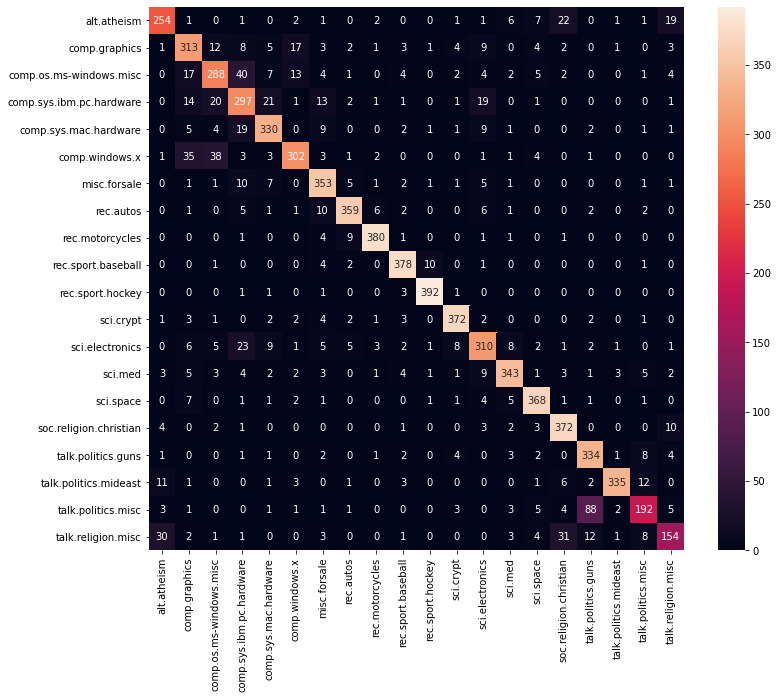 alt.atheism 254 1 0 1 0 2 1 0 2 0 0 1 1 6 7 22 0 1 1 19
comp.graphics 1 313 12 8 5 17 3 2 1 3 1 4 9 0 4 2 1 1 0 3
comp.os.ms-windows.misc 0 17 288 40 7 13 4 1 0 4 0 2 4 2 5 2 0 0 1 4
comp.sys.ibm.pc.hardware 0 14 20 297 21 1 13 2 1 1 0 0 19 0 1 0 0 0 0 1
comp.sys.mac.hardware 0 5 4 19 330 0 9 0 0 2 1 1 9 1 0 0 2 0 1 1
comp.windows.x 1 35 38 3 3 302 3 1 2 0 0 0 1 1 4 0 1 0 0 0
misc.forsale 0 1 1 10 7 0 353 5 1 2 1 1 5 1 0 0 0 0 1 1
rec.autos 0 1 0 5 1 1 10 359 6 2 0 0 6 1 0 0 2 0 2 0
rec.motorcycles 0 0 0 1 0 0 4 9 380 1 0 0 1 1 0 1 0 0 0 0
rec.sport.baseball 0 0 1 0 0 0 4 2 0 378 10 0 1 0 0 0 0 1 0 0
rec.sport.hockey 0 0 0 1 1 0 1 0 0 3 392 1 0 0 0 0 0 0 0 0
sci.crypt 1 3 1 0 2 2 4 2 1 3 0 372 2 0 0 0 2 0 1 0
sci.electronics 0 6 5 23 9 1 5 5 3 2 1 8 310 8 2 1 2 1 0 1
sci.med 3 5 3 4 2 2 3 0 1 4 1 1 9 343 1 3 1 3 5 2
sci.space 0 7 0 1 1 2 1 0 0 0 1 1 4 5 368 1 1 0 1 0
soc.religion.christian 4 0 2 1 0 0 0 0 0 1 0 0 3 2 3 372 0 0 0 10
talk.politics.guns 1 0 0 1 1 0 2 0 1 2 0 4 0 3 2 0 334 1 8 4
talk.politics.mideast 11 1 0 0 1 3 0 1 0 3 0 0 0 0 1 6 2 335 12 0
talk.politics.misc 3 1 0 0 1 1 1 1 0 0 0 3 0 3 5 4 88 2 192 5
talk.religion.misc 30 2 1 1 0 0 3 0 0 1 0 0 0 3 4 31 12 1 8 154
alt.atheism
comp.graphics
comp.os.ms-windows.misc
comp.sys.ibm.pc.hardware
comp.sys.mac.hardware
comp.windows.x
misc.forsale
rec.autos
rec.motorcycles
rec.sport.baseball
rec.sport.hockey
sci.crypt
sci.electronics
sci.med
sci.space
soc.religion.christian
talk.politics.guns
talk.politics.mideast
talk.politics.misc
talk.religion.misc
350
300
250
200
150
100
50
0